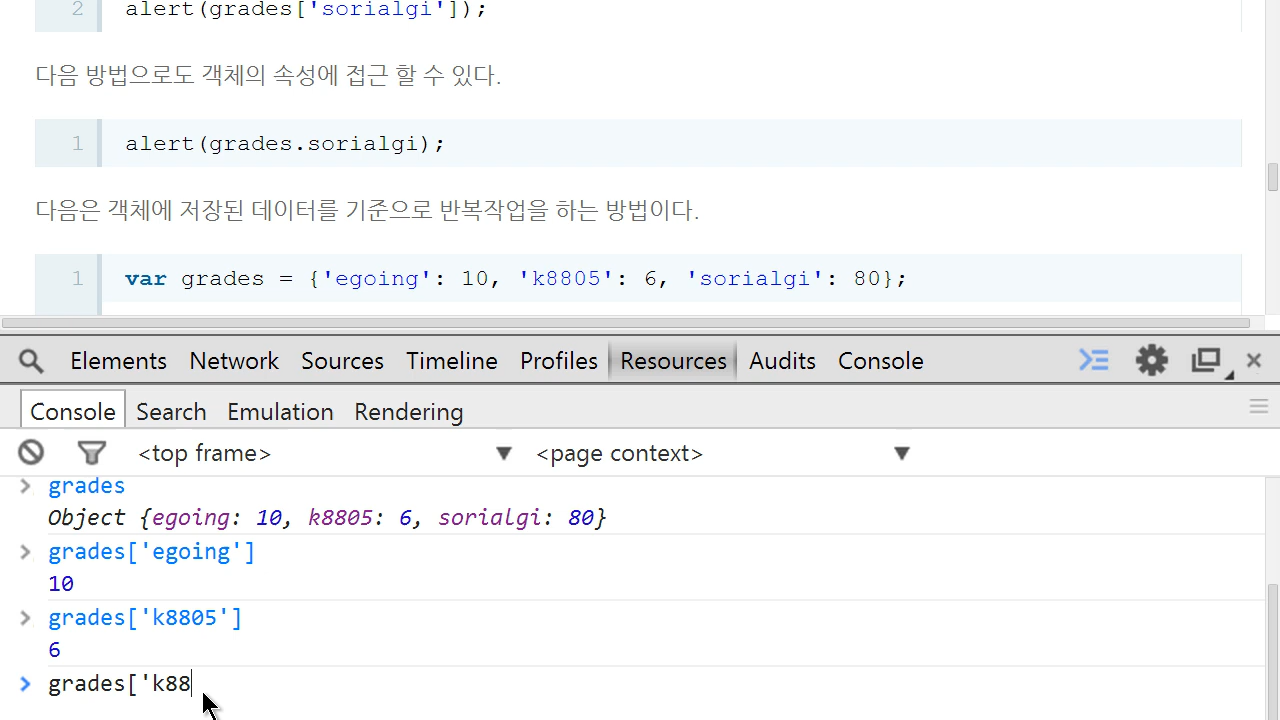 2 alert(grades['sorialgi']);
다음 방법으로도 객체의 속성에 접근 할 수 있다.
1 alert(grades.sorialgi);
다음은 객체에 저장된 데이터를 기준으로 반복작업을 하는 방법이다.
1 var grades = {'egoing': 10, 'k8805': 6, 'sorialgi': 80};
Elements Network Sources Timeline Profiles Resources Audits Console
Console Search Emulation Rendering
<top frame> <page context>
> grades
Object {egoing: 10, k8805: 6, sorialgi: 80}
> grades['egoing']
10
> grades['k8805']
6
> grades['k88